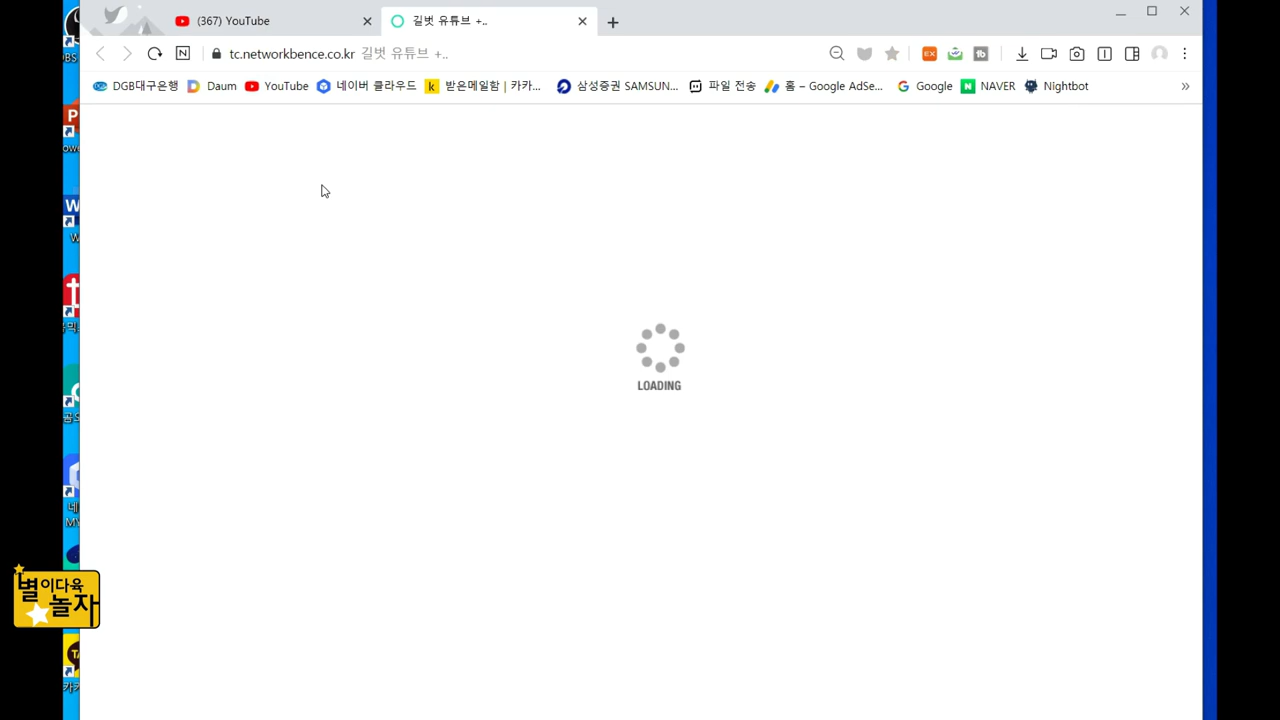 (367) YouTube
길벗 유튜브 +..
tc.networkbence.co.kr 길벗 유튜브 +..
EX
tb
DGB대구은행
Daum
YouTube
네이버 클라우드
k 받은메일함 | 카카...
삼성증권 SAMSUN...
파일 전송
홈 – Google AdSe...
Google
N NAVER
Nightbot
»
LOADING
별이다육
놀자